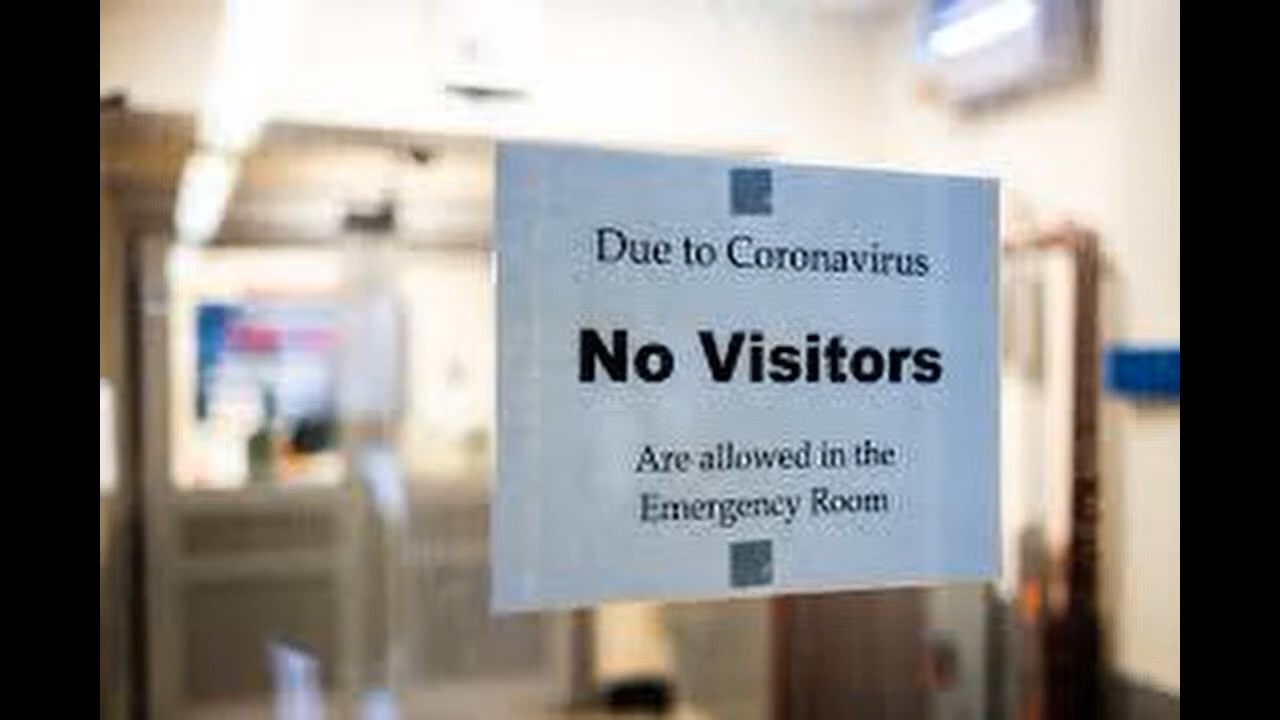 Due to Coronavirus
No Visitors
Are allowed in the
Emergency Room